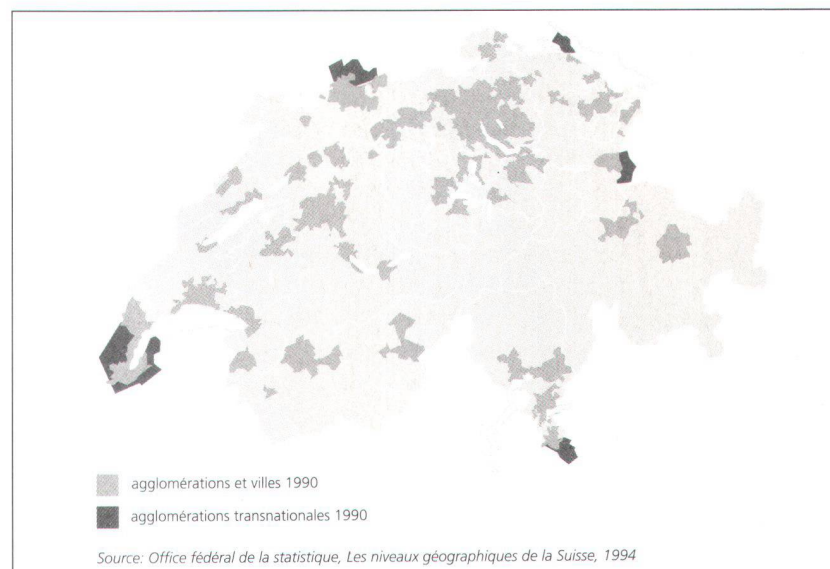 agglomérations et villes 1990
agglomérations transnationales 1990
Source: Office fédéral de la statistique, Les niveaux géographiques de la Suisse, 1994